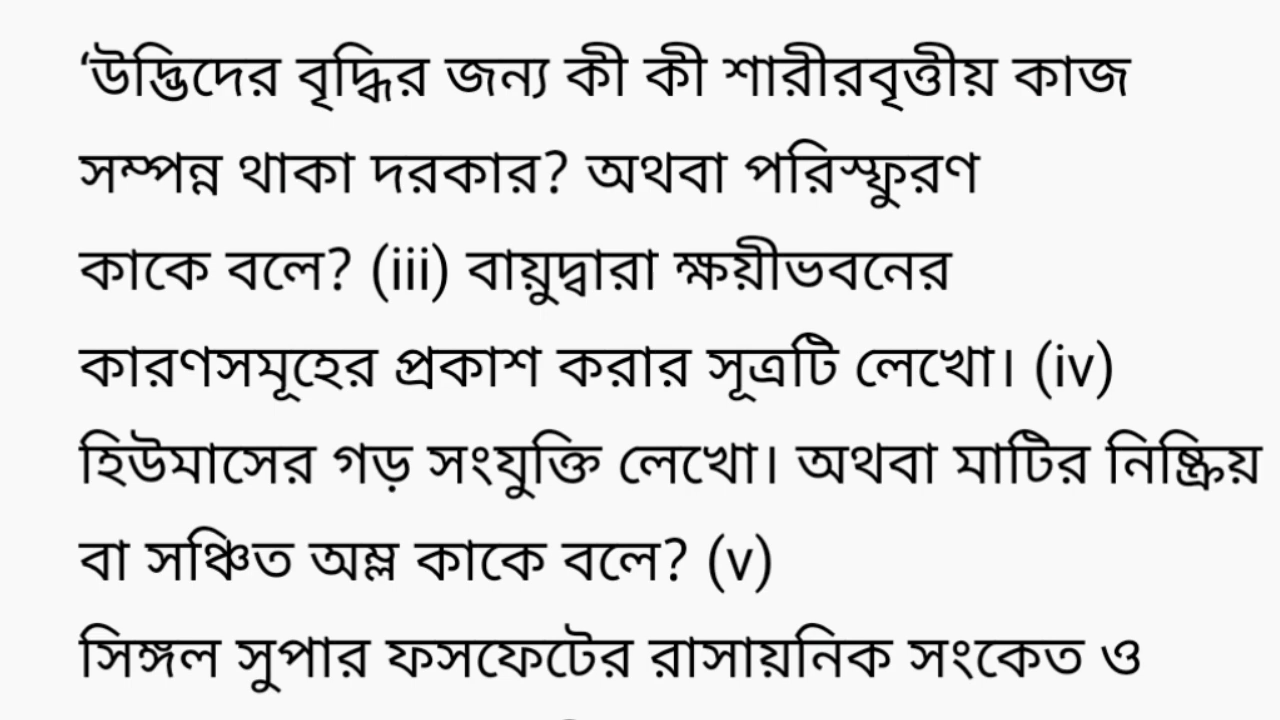 ‘উদ্ভিদের বৃদ্ধির জন্য কী কী শারীরবৃত্তীয় কাজ
সম্পন্ন থাকা দরকার? অথবা পরিস্ফুরণ
কাকে বলে? (iii) বায়ুদ্বারা ক্ষয়ীভবনের
কারণসমূহের প্রকাশ করার সূত্রটি লেখো। (iv)
হিউমাসের গড় সংযুক্তি লেখো। অথবা মাটির নিষ্ক্রিয়
বা সঞ্চিত অম্ল কাকে বলে? (v)
সিঙ্গল সুপার ফসফেটের রাসায়নিক সংকেত ও